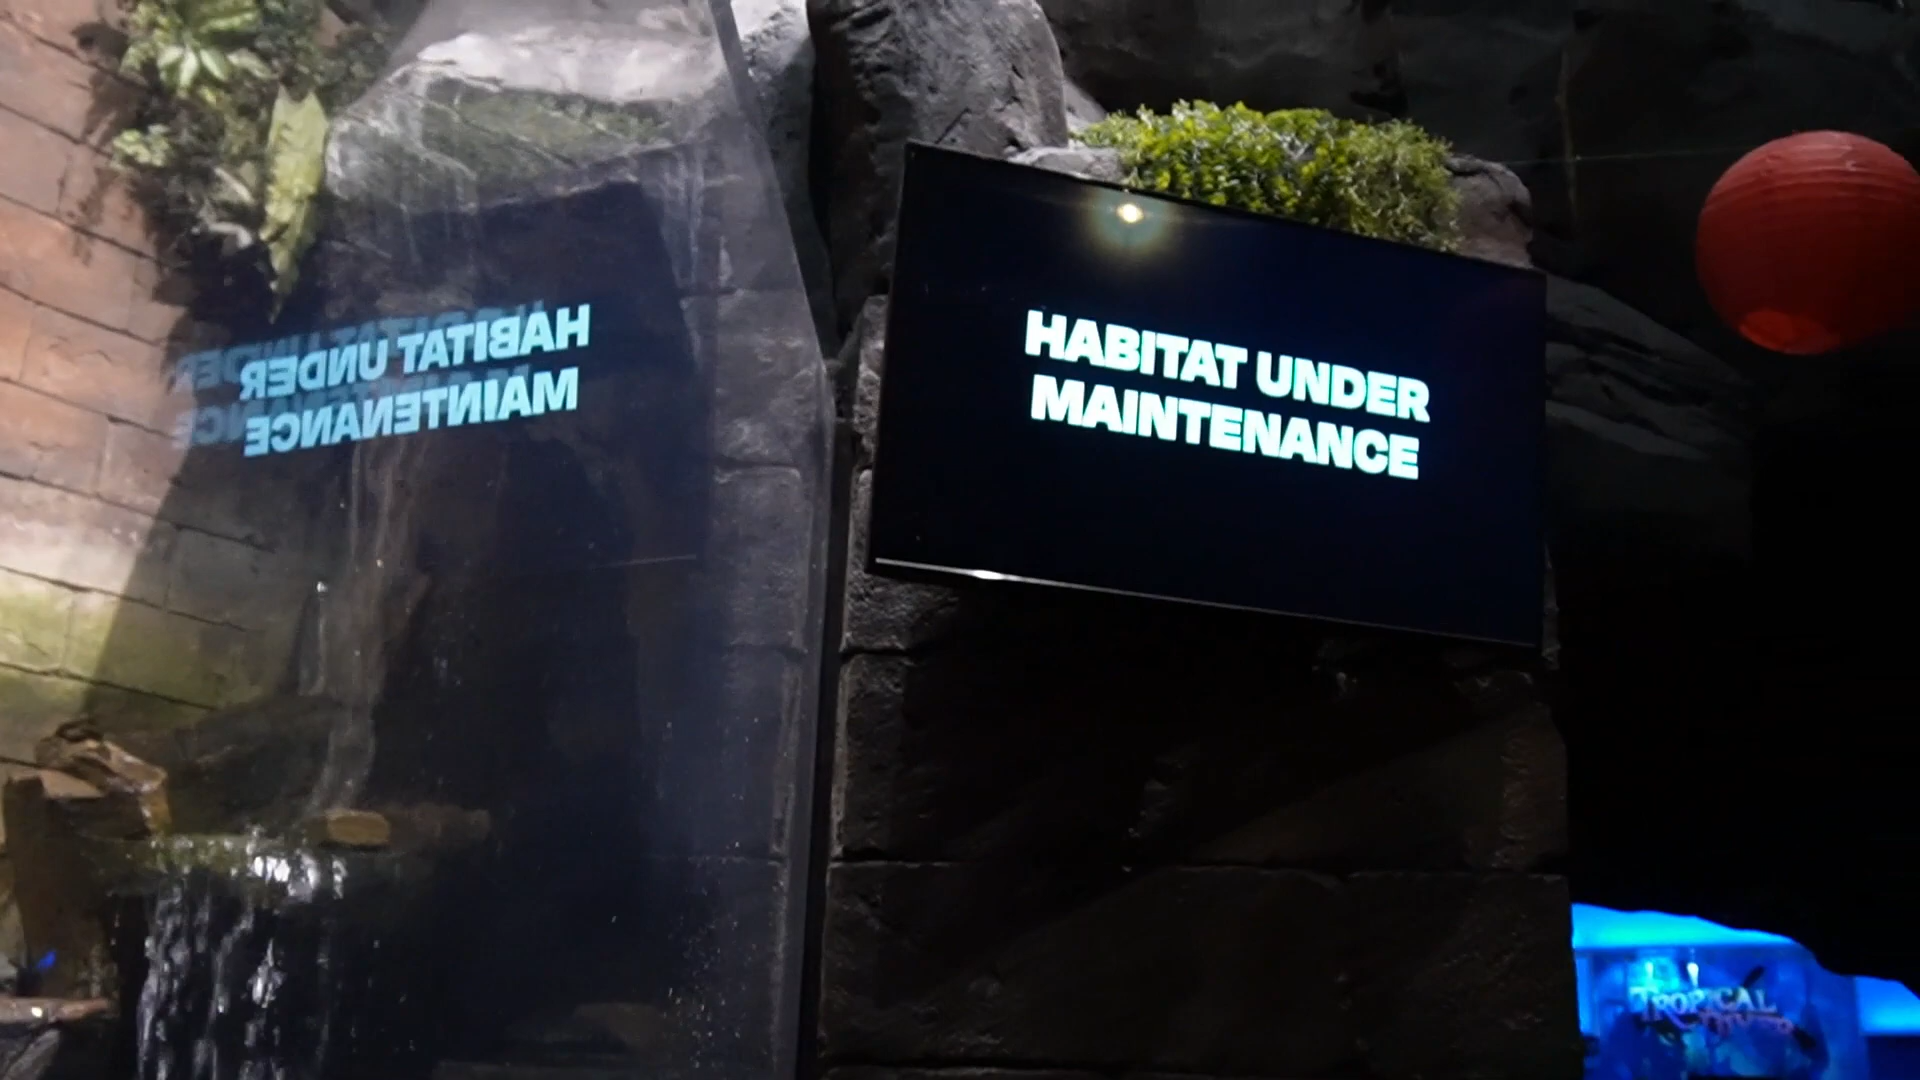 HABITAT UNDER
MAINTENANCE
HABITAT UNDER
MAINTENANCE
TROPICAL